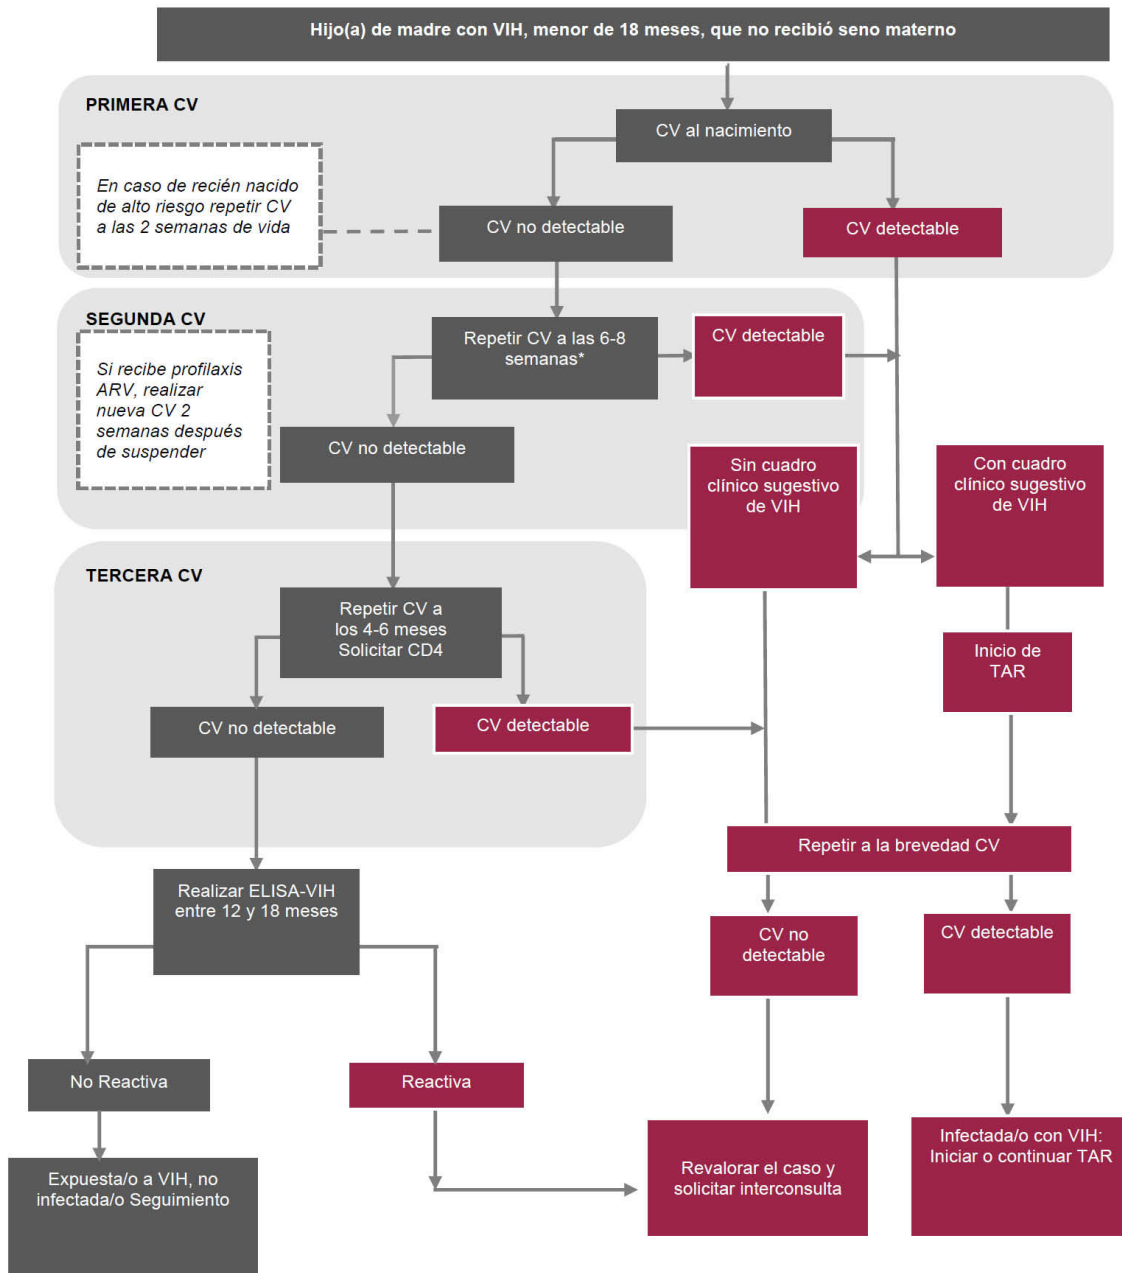 Hijo(a) de madre con VIH, menor de 18 meses, que no recibió seno materno
PRIMERA CV
CV al nacimiento
En caso de recién nacido
de alto riesgo repetir CV
a las 2 semanas de vida
CV no detectable
CV detectable
SEGUNDA CV
Repetir CV a las 6-8
semanas*
CV detectable
Si recibe profilaxis
ARV, realizar
nueva CV 2
semanas después
de suspender
CV no detectable
Sin cuadro
clínico sugestivo
de VIH
Con cuadro
clínico sugestivo
de VIH
TERCERA CV
Repetir CV a
los 4-6 meses
Solicitar CD4
Inicio de
TAR
CV no detectable
CV detectable
Repetir a la brevedad CV
Realizar ELISA-VIH
entre 12 y 18 meses
CV no
detectable
CV detectable
No Reactiva
Reactiva
Expuesta/o a VIH, no
infectada/o Seguimiento
Revalorar el caso y
solicitar interconsulta
Infectada/o con VIH:
Iniciar o continuar TAR